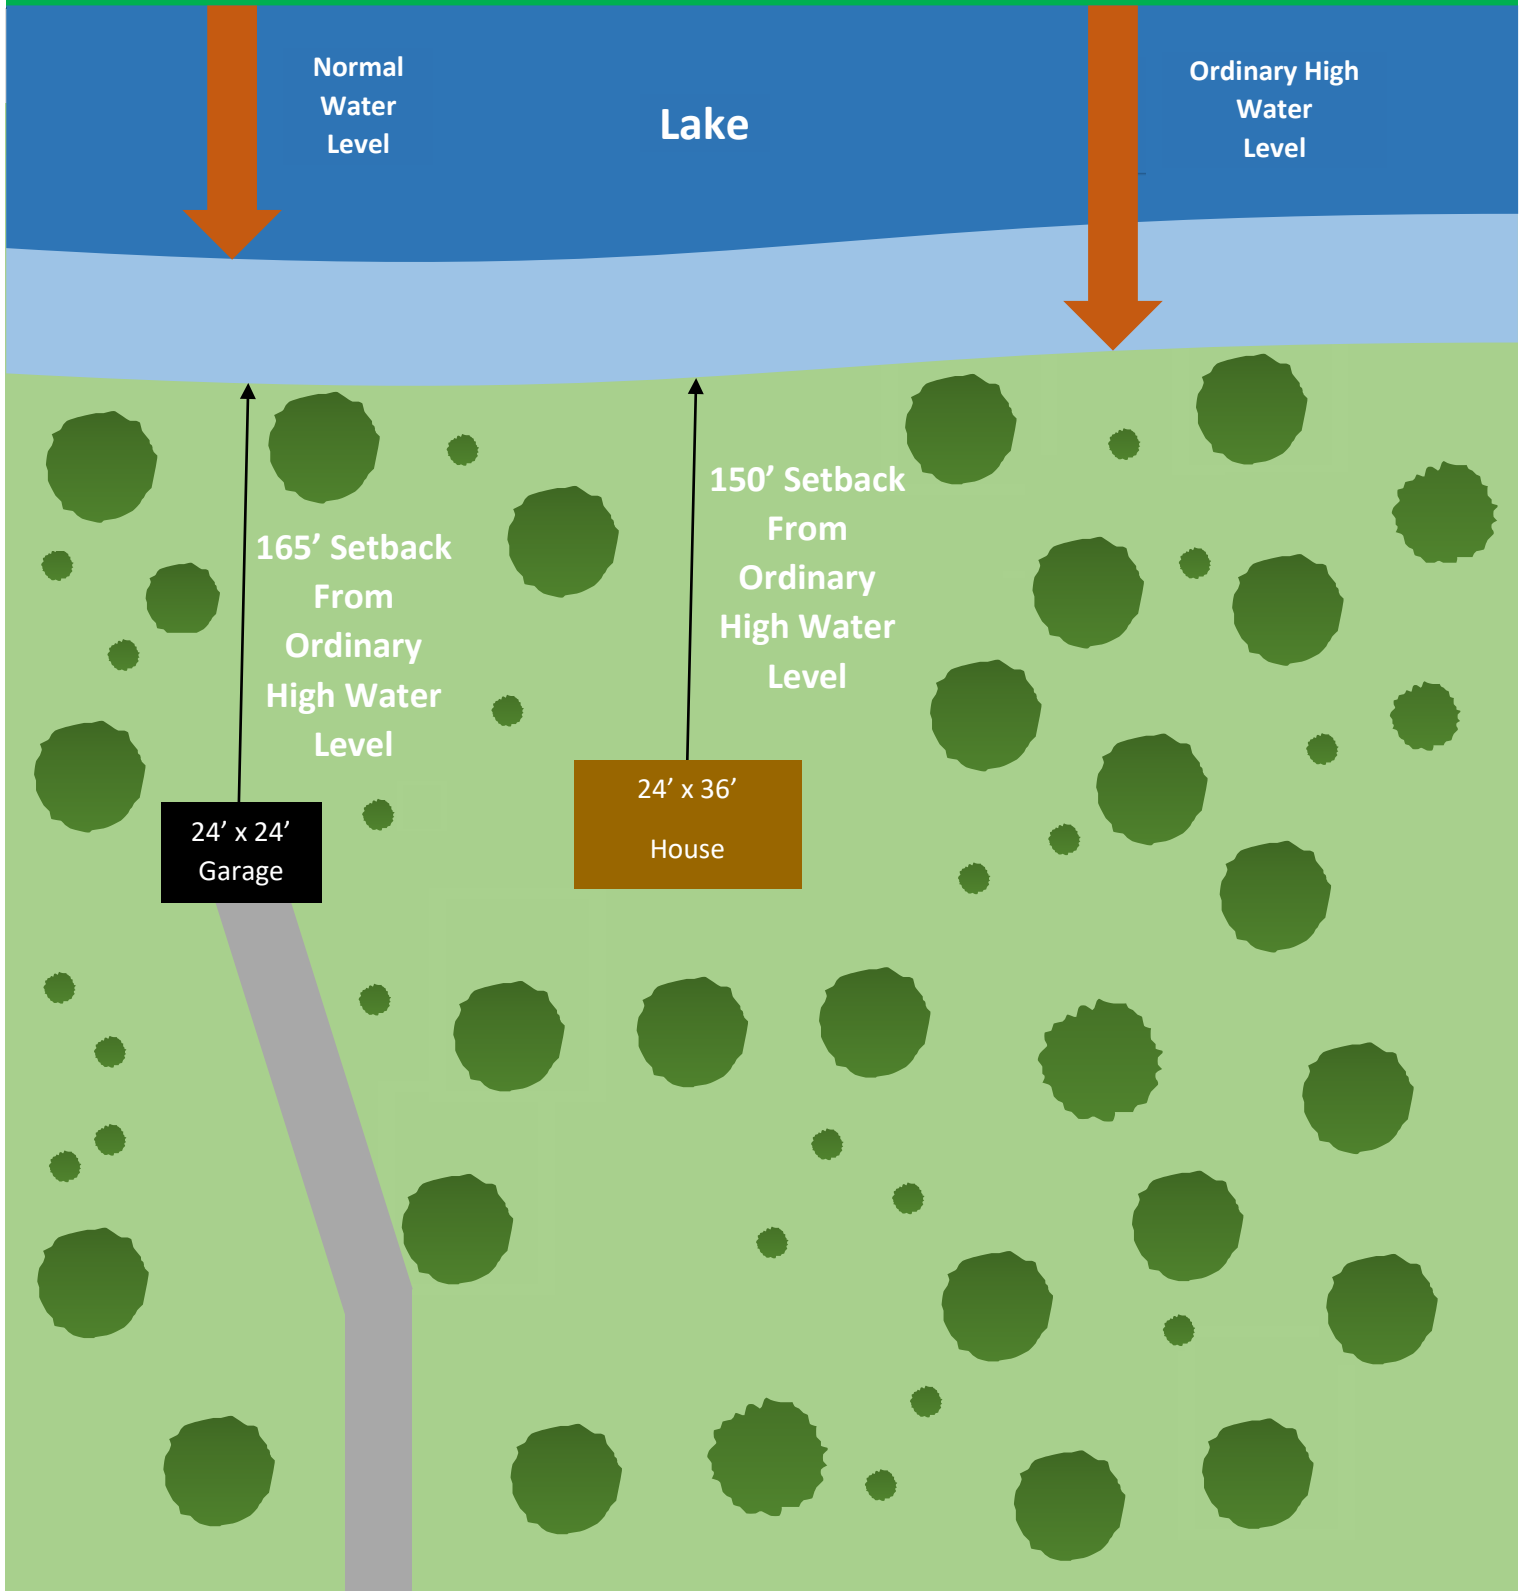 Normal
Water
Level
Lake
Ordinary High
Water
Level
165’ Setback
From
Ordinary
High Water
Level
150’ Setback
From
Ordinary
High Water
Level
24’ x 24’
Garage
24’ x 36’
House